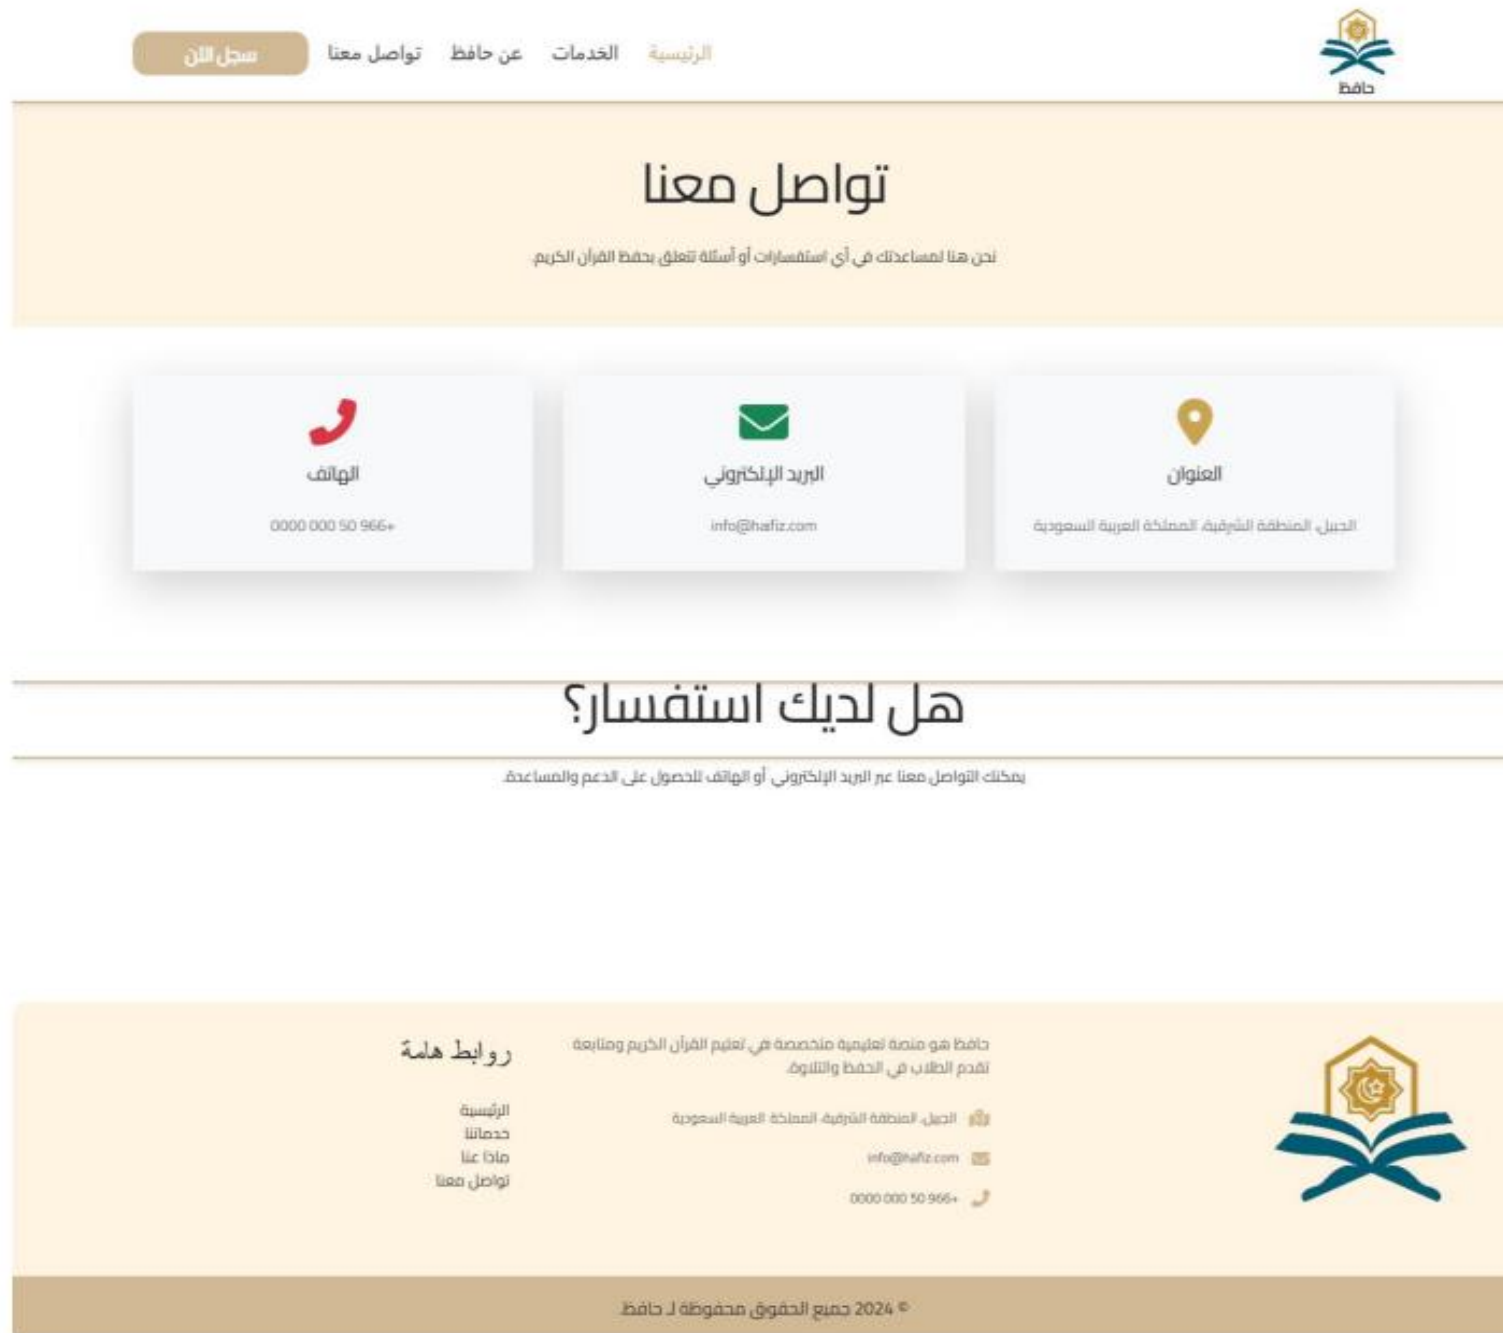 حافظ
الرئيسية الخدمات عن حافظ تواصل معنا سجل الآن
تواصل معنا
نحن هنا لمساعدتك في أي استفسارات أو أسئلة تتعلق بحفظ القرآن الكريم.
العنوان
الجبيل، المنطقة الشرقية، المملكة العربية السعودية
البريد الإلكتروني
info@hafiz.com
الهاتف
+966 50 000 0000
هل لديك استفسار؟
يمكنك التواصل معنا عبر البريد الإلكتروني أو الهاتف للحصول على الدعم والمساعدة.
حافظ هو منصة تعليمية متخصصة في تعليم القرآن الكريم ومتابعة
تقدم الطلاب في الحفظ والتلاوة.
الجبيل، المنطقة الشرقية، المملكة العربية السعودية
info@hafiz.com
+966 50 000 0000
روابط هامة
الرئيسية
خدماتنا
ماذا عنا
تواصل معنا
© 2024 جميع الحقوق محفوظة لـ حافظ.